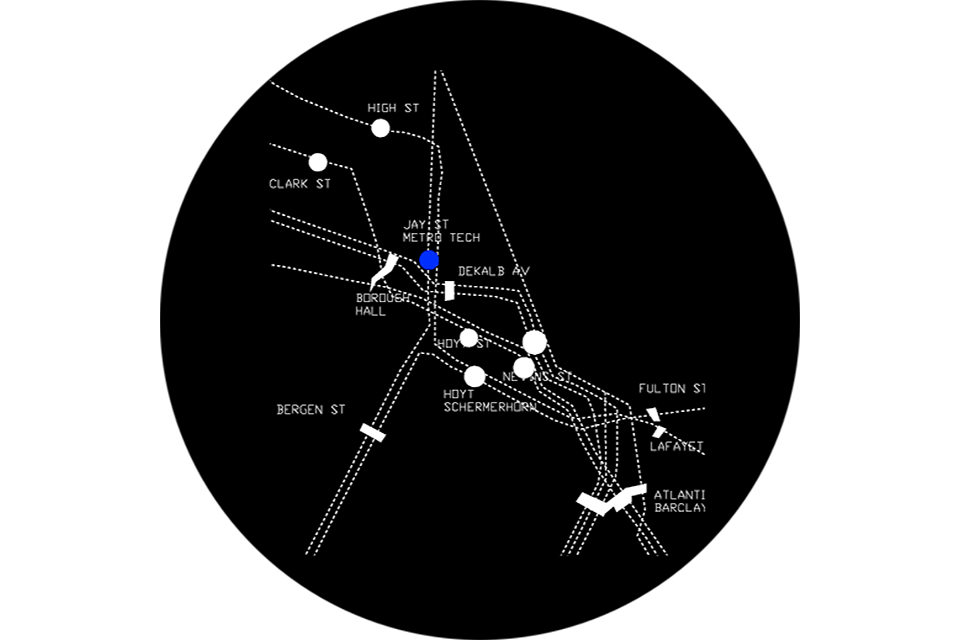 HIGH ST
CLARK ST
JAY ST
METRO TECH
DEKALB AV
BOROUGH
HALL
HOYT ST
NEVINS ST
FULTON ST
HOYT
SCHERMERHORN
BERGEN ST
LAFAYET
ATLANTI
BARCLAY